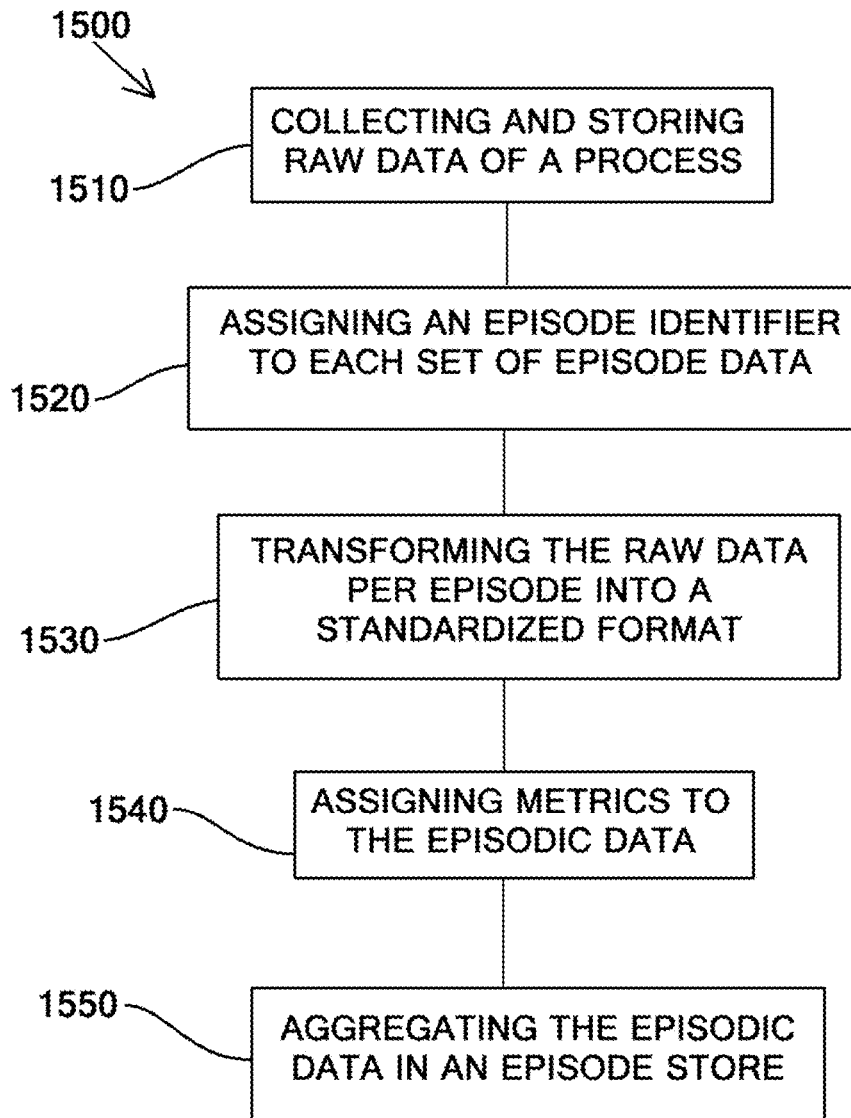 1500
COLLECTING AND STORING
RAW DATA OF A PROCESS
1510
ASSIGNING AN EPISODE IDENTIFIER
TO EACH SET OF EPISODE DATA
1520
TRANSFORMING THE RAW DATA
PER EPISODE INTO A
STANDARDIZED FORMAT
1530
ASSIGNING METRICS TO
THE EPISODIC DATA
1540
1550
AGGREGATING THE EPISODIC
DATA IN AN EPISODE STORE